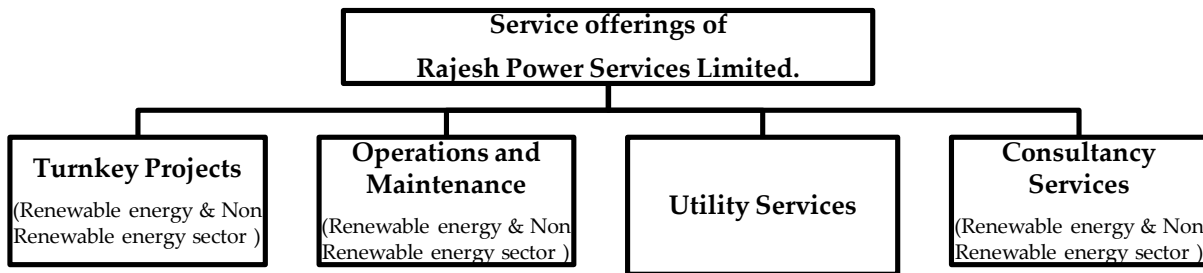 Service offerings of
Rajesh Power Services Limited.
Turnkey Projects
(Renewable energy & Non
Renewable energy sector )
Operations and
Maintenance
(Renewable energy & Non
Renewable energy sector )
Utility Services
Consultancy
Services
(Renewable energy & Non
Renewable energy sector )